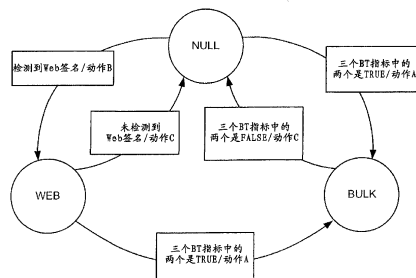 NULL
检测到Web签名/动作B
三个BT指标中的
两个是TRUE/动作A
未检测到
Web签名/动作C
三个BT指标中的
两个是FALSE/动作C
WEB
BULK
三个BT指标中的
两个是TRUE/动作A